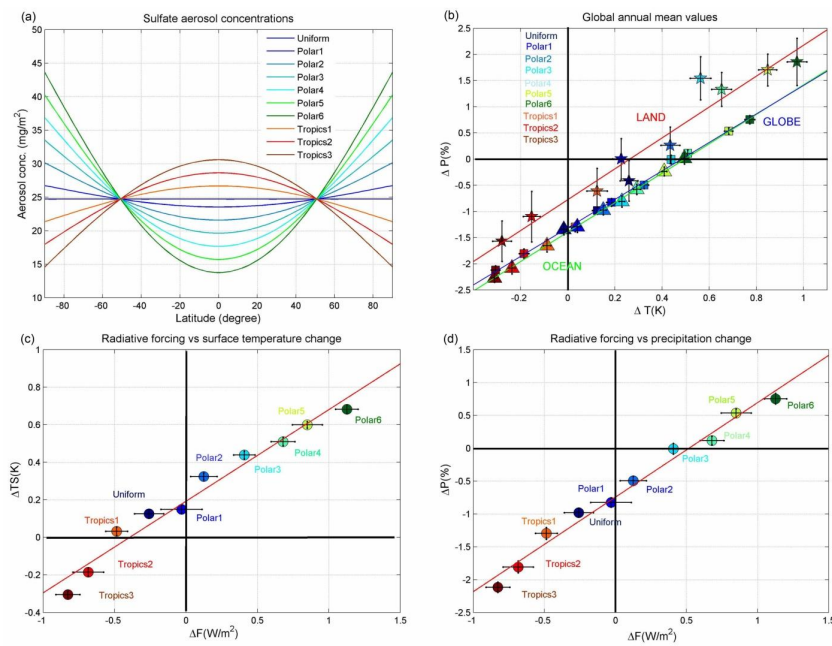 (a)
Sulfate aerosol concentrations
50
45
40
35
30
25
20
15
10
Aerosol conc. (mg/m²)
Uniform
Polar1
Polar2
Polar3
Polar4
Polar5
Polar6
Tropics1
Tropics2
Tropics3
-80 -60 -40 -20 0 20 40 60 80
Latitude (degree)
(b)
Global annual mean values
2.5
2
1.5
1
0.5
0
-0.5
-1
-1.5
-2
-2.5
Δ P(%)
Uniform
Polar1
Polar2
Polar3
Polar4
Polar5
Polar6
Tropics1
Tropics2
Tropics3
LAND
GLOBE
OCEAN
-0.2 0 0.2 0.4 0.6 0.8 1
Δ T(K)
(c)
Radiative forcing vs surface temperature change
1
0.8
0.6
0.4
0.2
0
-0.2
-0.4
ΔTS(K)
Polar6
Polar5
Polar4
Polar3
Polar2
Uniform
Polar1
Tropics1
Tropics2
Tropics3
-1 -0.5 0 0.5 1 1.5
ΔF(W/m²)
(d)
Radiative forcing vs precipitation change
1.5
1
0.5
0
-0.5
-1
-1.5
-2
-2.5
ΔP(%)
Polar5
Polar6
Polar4
Polar3
Polar1
Polar2
Uniform
Tropics1
Tropics2
Tropics3
-1 -0.5 0 0.5 1 1.5
ΔF(W/m²)